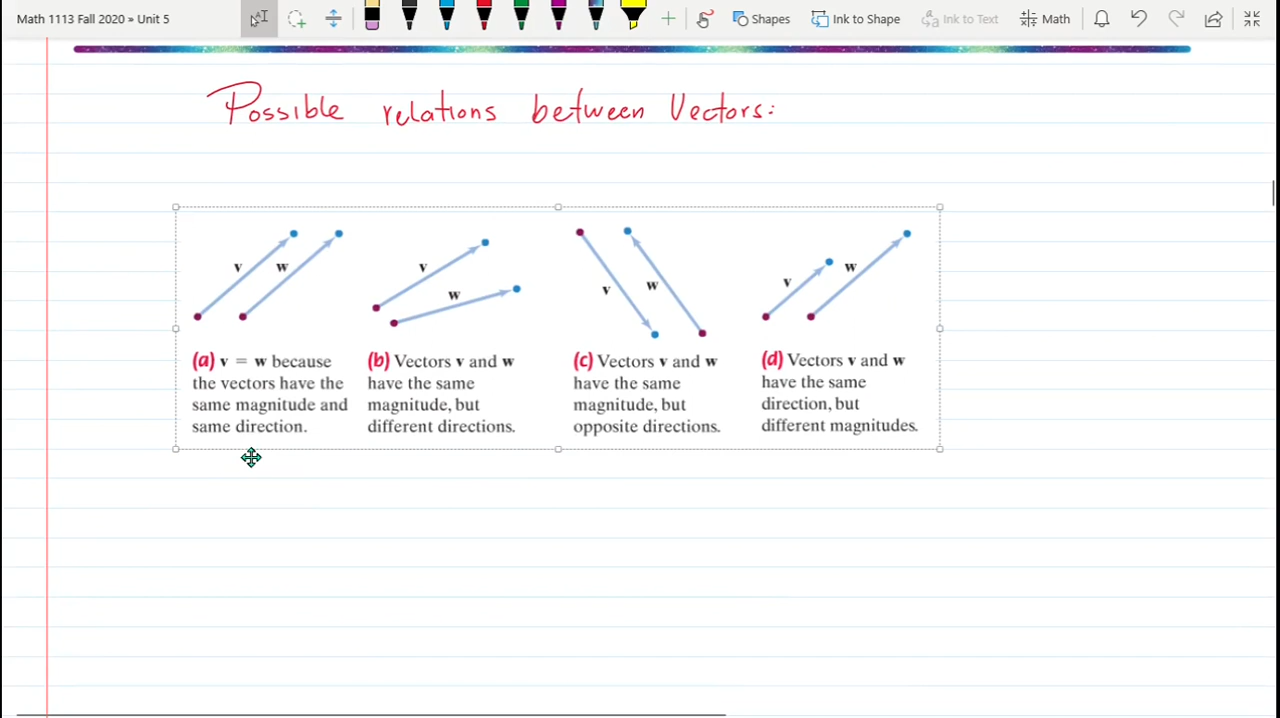 Math 1113 Fall 2020 » Unit 5
Shapes
Ink to Shape
Ink to Text
Math
Possible relations between Vectors:
v w
v w
v w
v w
(a) v = w because
the vectors have the
same magnitude and
same direction.
(b) Vectors v and w
have the same
magnitude, but
different directions.
(c) Vectors v and w
have the same
magnitude, but
opposite directions.
(d) Vectors v and w
have the same
direction, but
different magnitudes.